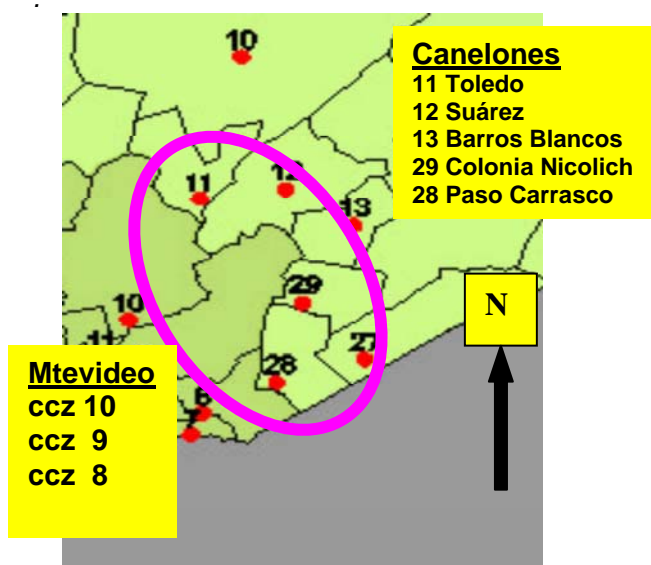 10
Canelones
11 Toledo
12 Suárez
13 Barros Blancos
29 Colonia Nicolich
28 Paso Carrasco
11
12
13
29
N
10
11
27
28
Mtevideo
ccz 10
ccz 9
ccz 8
6
7